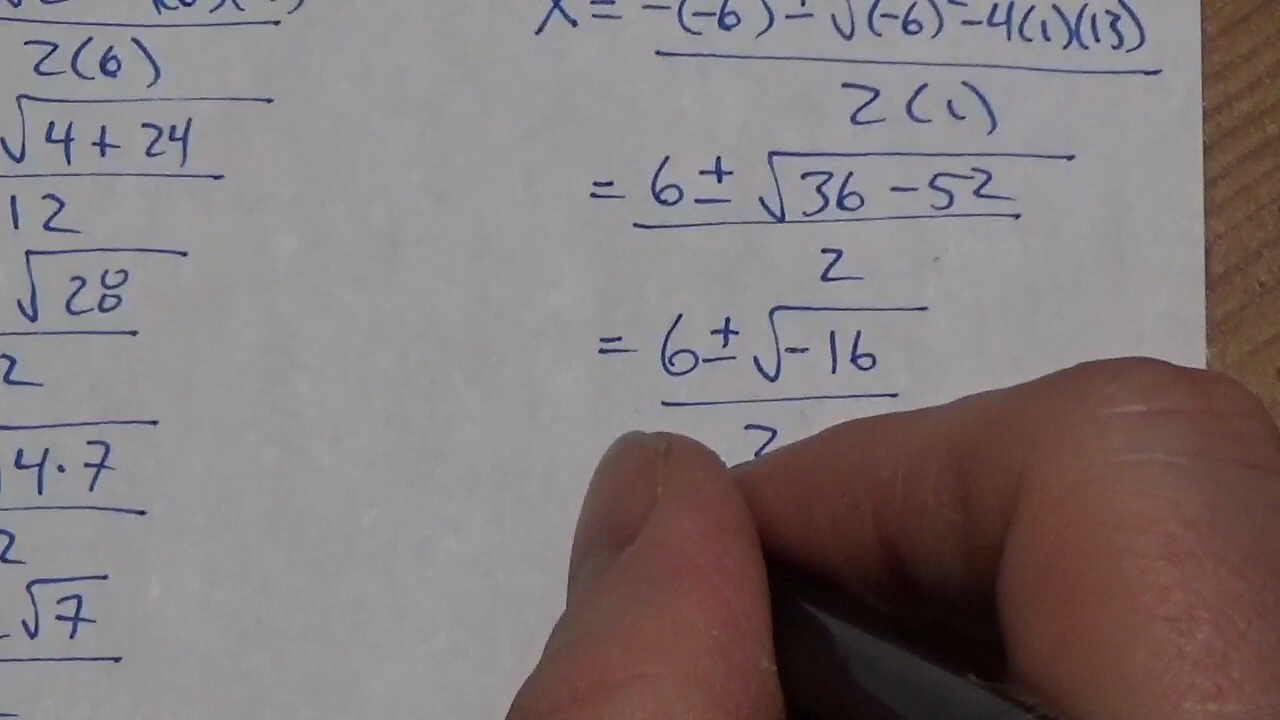 2(6)
√4 + 24
12
√28
2
4·7
2
√7
x = -(-6) ± √(-6)² - 4(1)(13)
2(1)
= 6 ± √36 - 52
2
= 6 ± √-16
2